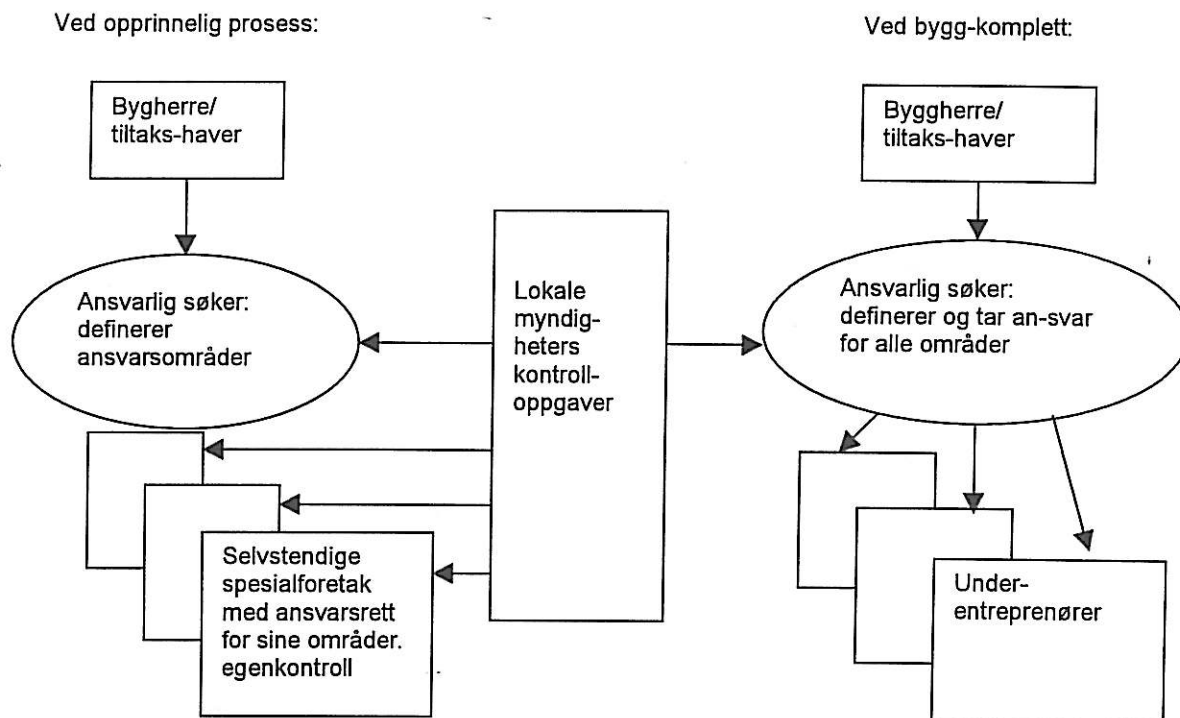 Ved opprinnelig prosess:
Ved bygg-komplett:
Bygherre/
tiltaks-haver
Byggherre/
tiltaks-haver
Ansvarlig søker:
definerer
ansvarsområder
Lokale
myndig-
heters
kontroll-
oppgaver
Ansvarlig søker:
definerer og tar an-svar
for alle områder
Selvstendige
spesialforetak
med ansvarsrett
for sine områder.
egenkontroll
Under-
entreprenører